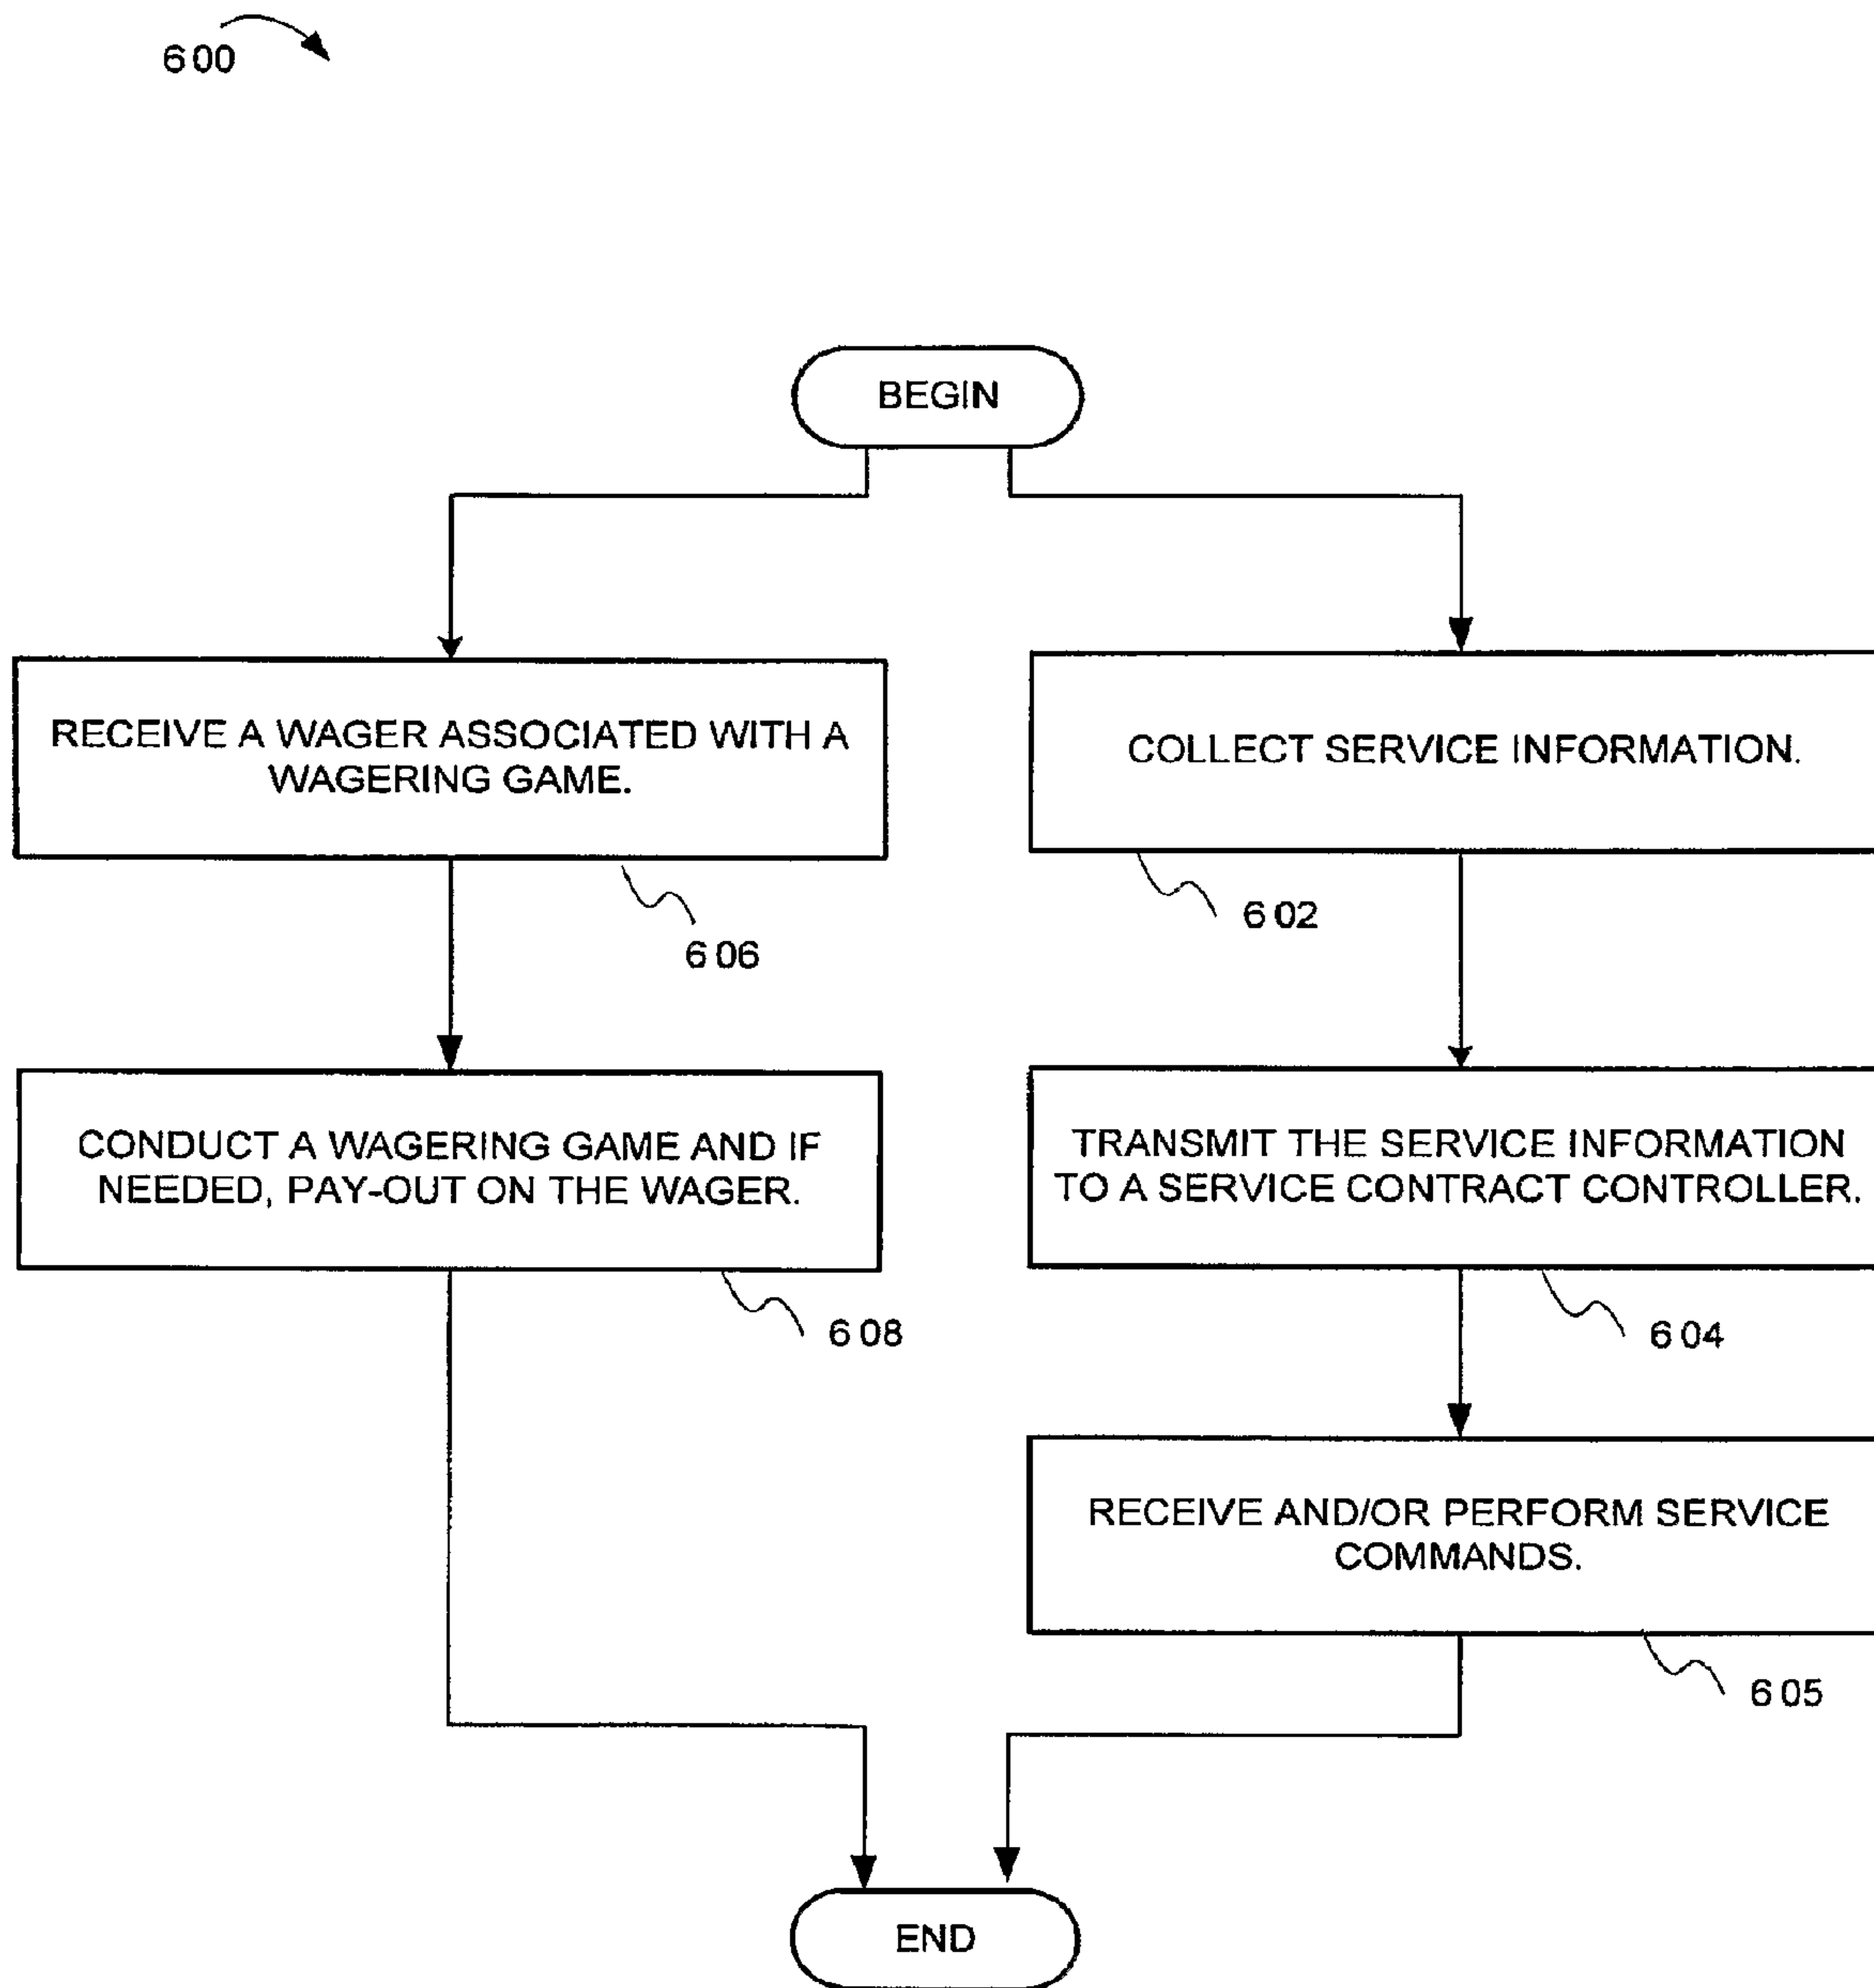 600
BEGIN
RECEIVE A WAGER ASSOCIATED WITH A
WAGERING GAME.
606
CONDUCT A WAGERING GAME AND IF
NEEDED, PAY-OUT ON THE WAGER.
608
COLLECT SERVICE INFORMATION.
602
TRANSMIT THE SERVICE INFORMATION
TO A SERVICE CONTRACT CONTROLLER.
604
RECEIVE AND/OR PERFORM SERVICE
COMMANDS.
605
END